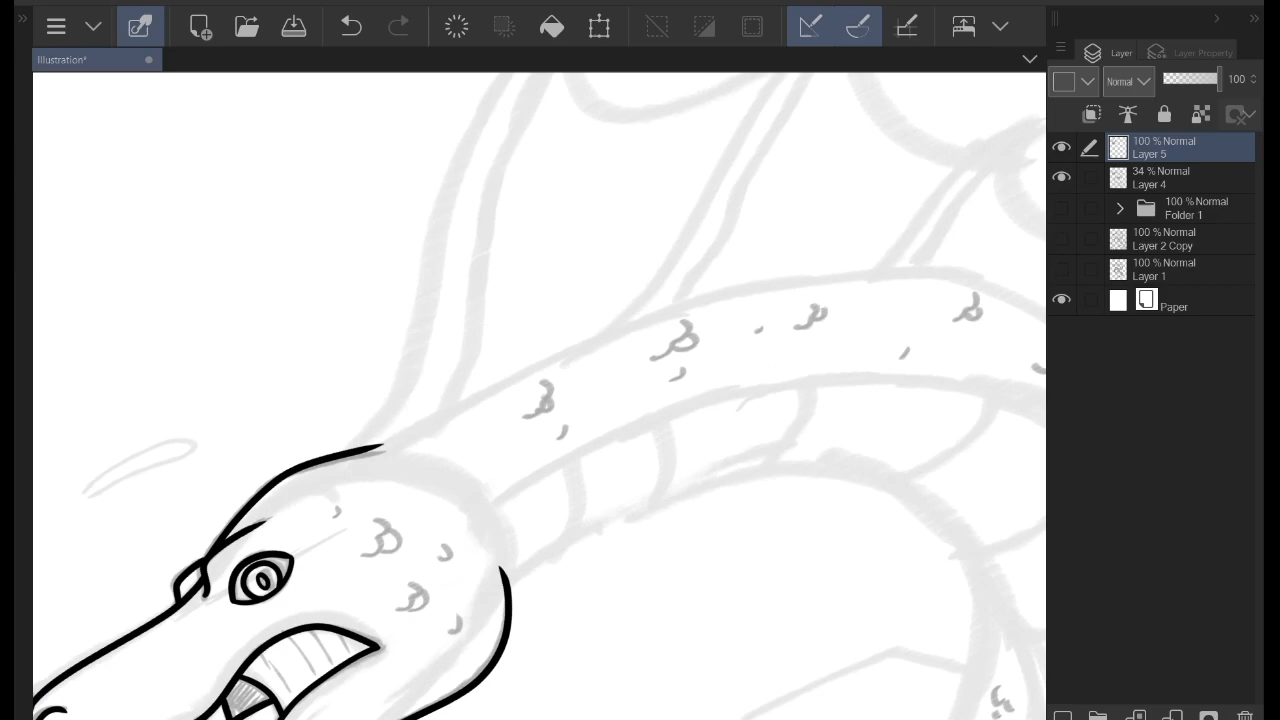 Illustration*
Layer
Layer Property
Normal
100
100 % Normal
Layer 5
34 % Normal
Layer 4
100 % Normal
Folder 1
100 % Normal
Layer 2 Copy
100 % Normal
Layer 1
Paper